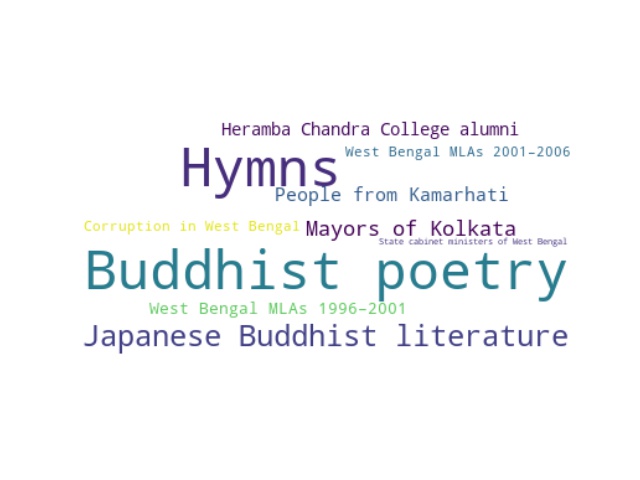 Heramba Chandra College alumni
Hymns
West Bengal MLAs 2001–2006
People from Kamarhati
Corruption in West Bengal
Mayors of Kolkata
State cabinet ministers of West Bengal
Buddhist poetry
West Bengal MLAs 1996–2001
Japanese Buddhist literature